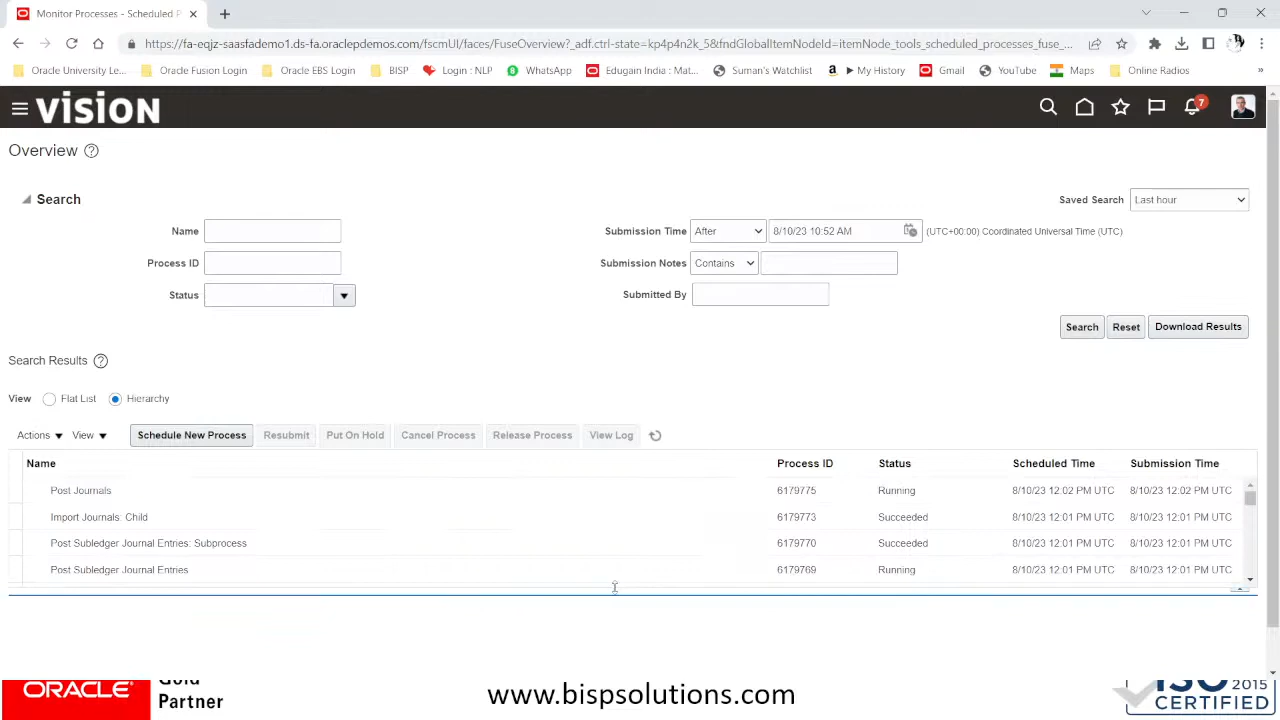 Monitor Processes - Scheduled P
https://fa-eqjz-saasfademo1.ds-fa.oraclepdemos.com/fscmUI/faces/FuseOverview?_adf.ctrl-state=kp4p4n2k_5&fndGlobalItemNodeId=itemNode_tools_scheduled_processes_fuse_...
Oracle University Le... Oracle Fusion Login Oracle EBS Login BISP Login : NLP WhatsApp Edugain India : Mat... Suman's Watchlist ▶ My History Gmail YouTube Maps Online Radios »
VISION
7
Overview ?
Search
Saved Search Last hour
Name
Submission Time After 8/10/23 10:52 AM (UTC+00:00) Coordinated Universal Time (UTC)
Process ID
Submission Notes Contains
Status
Submitted By
Search Reset Download Results
Search Results ?
View Flat List Hierarchy
Actions View Schedule New Process Resubmit Put On Hold Cancel Process Release Process View Log
Name Process ID Status Scheduled Time Submission Time
Post Journals 6179775 Running 8/10/23 12:02 PM UTC 8/10/23 12:02 PM UTC
Import Journals: Child 6179773 Succeeded 8/10/23 12:01 PM UTC 8/10/23 12:01 PM UTC
Post Subledger Journal Entries: Subprocess 6179770 Succeeded 8/10/23 12:01 PM UTC 8/10/23 12:01 PM UTC
Post Subledger Journal Entries 6179769 Running 8/10/23 12:01 PM UTC 8/10/23 12:01 PM UTC
ORACLE Gold
Partner
www.bispsolutions.com
ISO 2015
CERTIFIED